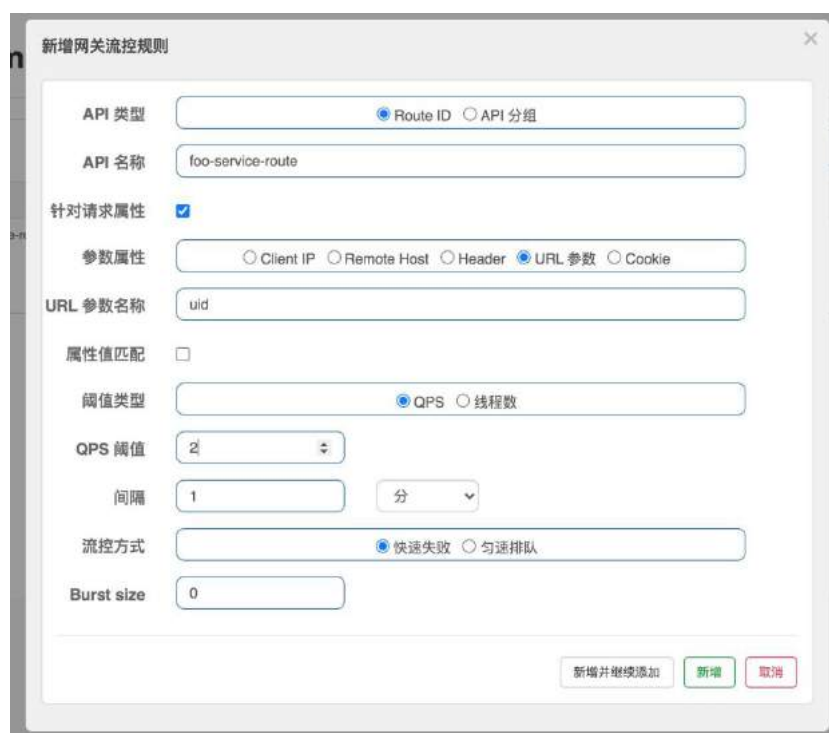 新增网关流控规则 ×
API 类型 Route ID API 分组
API 名称 foo-service-route
针对请求属性
参数属性 Client IP Remote Host Header URL 参数 Cookie
URL 参数名称 uid
属性值匹配
阈值类型 QPS 线程数
QPS 阈值 2
间隔 1 分
流控方式 快速失败 匀速排队
Burst size 0
新增并继续添加 新增 取消